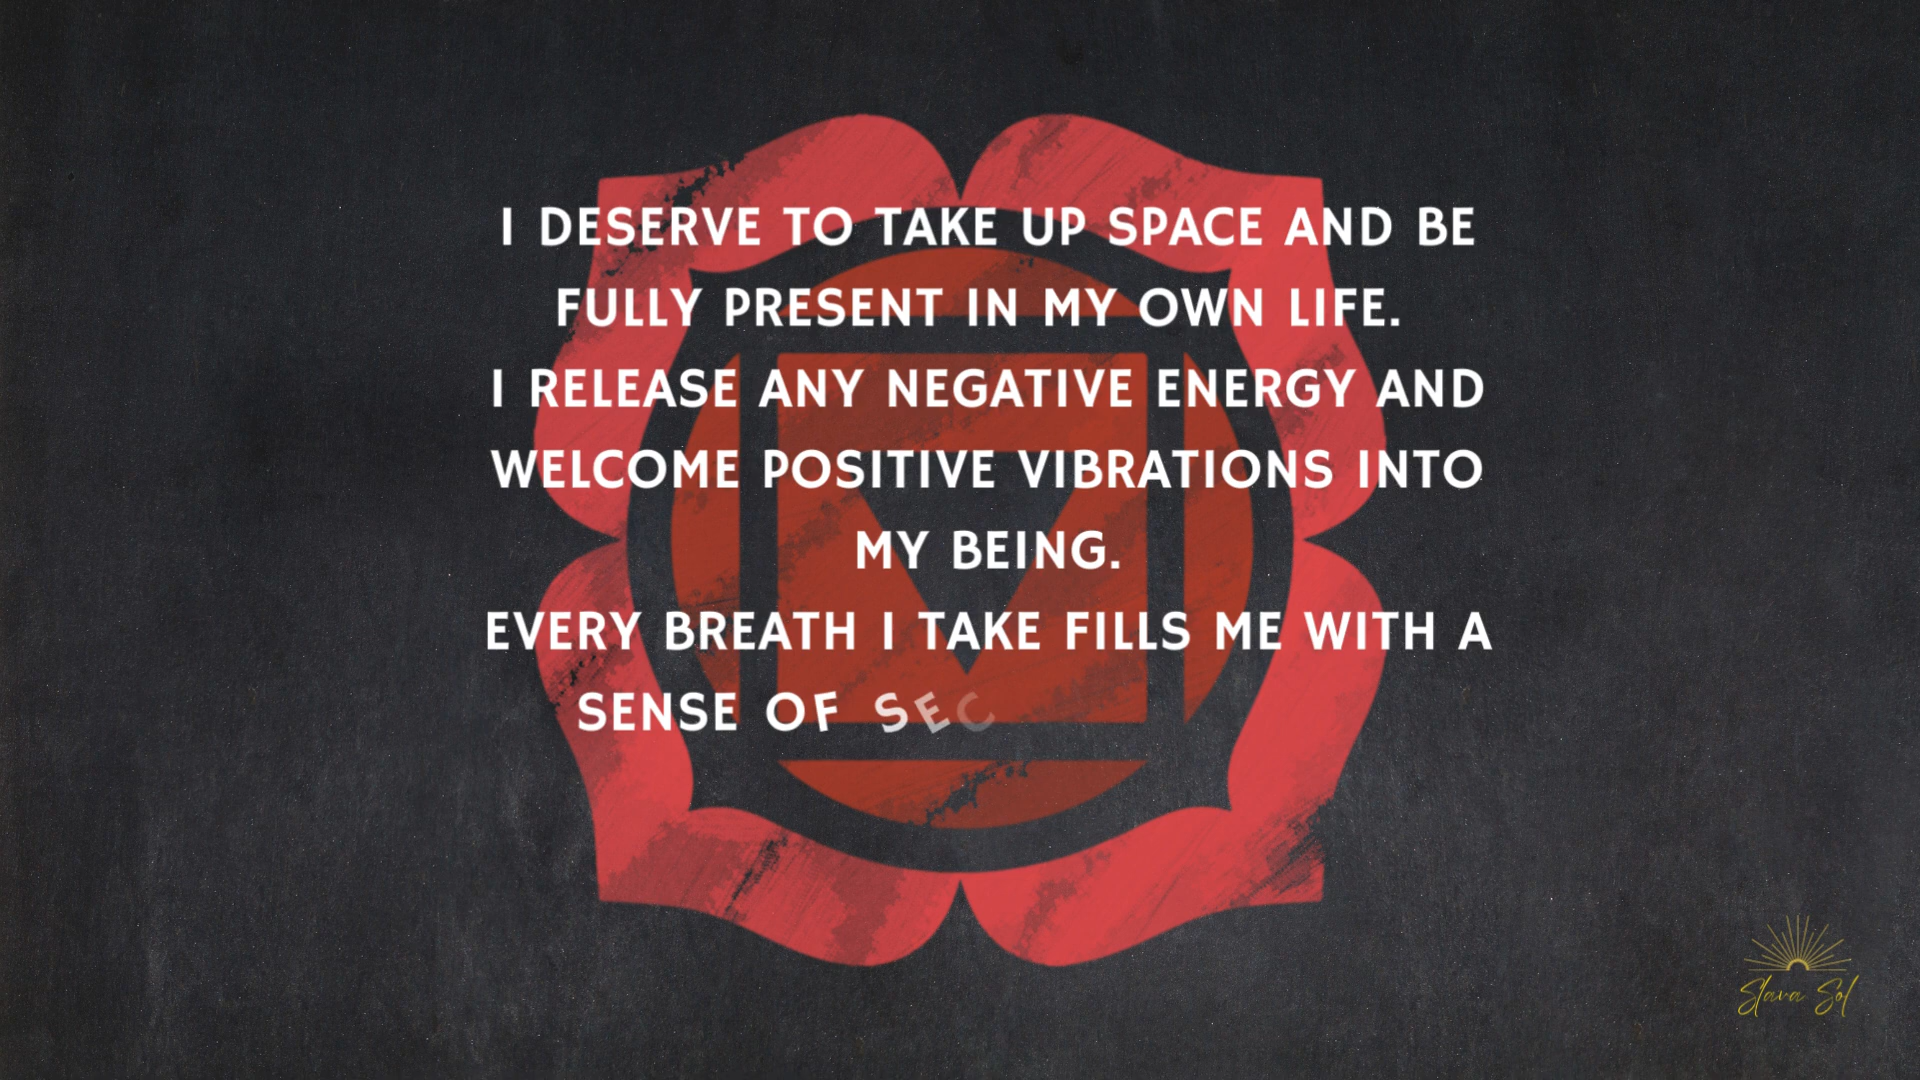 I DESERVE TO TAKE UP SPACE AND BE
FULLY PRESENT IN MY OWN LIFE.
I RELEASE ANY NEGATIVE ENERGY AND
WELCOME POSITIVE VIBRATIONS INTO
MY BEING.
EVERY BREATH I TAKE FILLS ME WITH A
SENSE OF SEC
Slava Sol